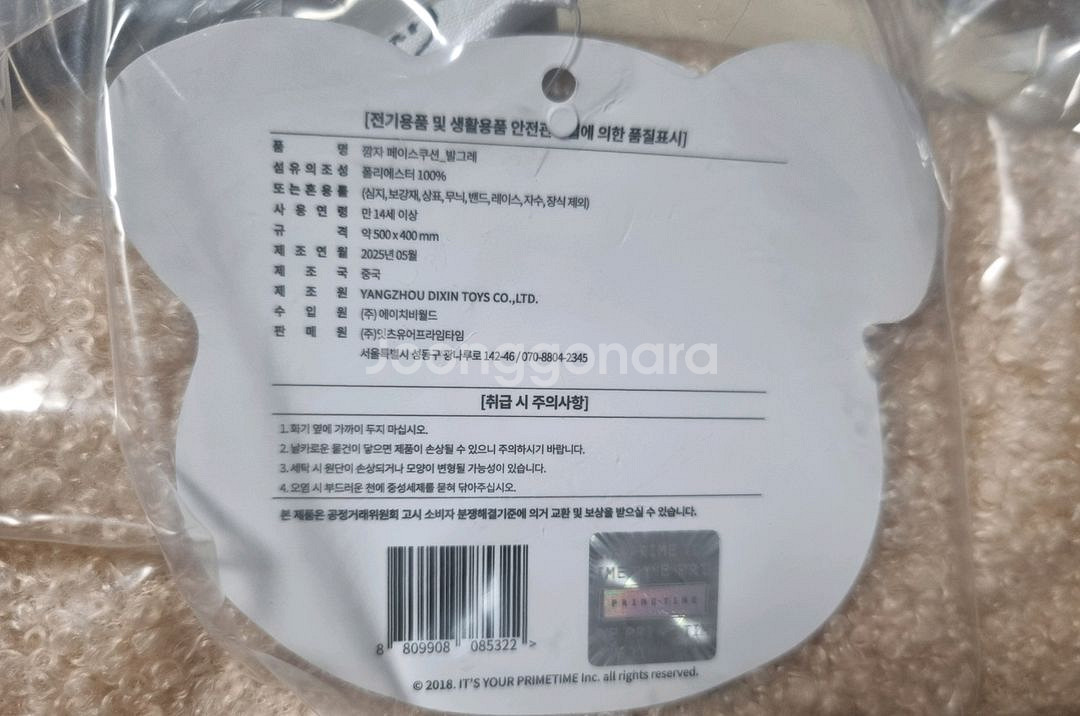 [전기용품 및 생활용품 안전관 에 의한 품질표시]
품 명 깜자 페이스쿠션_발그레
섬유의조성 폴리에스터 100%
또는혼용률 (심지,보강재,상표,무늬,밴드,레이스,자수,장식 제외)
사용연령 만 14세 이상
규 격 약 500 x 400 mm
제조연월 2025년 05월
제조국 중국
제조원 YANGZHOU DIXIN TOYS CO.,LTD.
수입원 (주) 에이치비월드
판매원 (주)잇츠유어프라임타임
서울특별시 성동구 광나루로 142-46 / 070-8804-2345
Joonggonara
[취급 시 주의사항]
1. 화기 옆에 가까이 두지 마십시오.
2. 날카로운 물건이 닿으면 제품이 손상될 수 있으니 주의하시기 바랍니다.
3. 세탁 시 원단이 손상되거나 모양이 변형될 가능성이 있습니다.
4. 오염 시 부드러운 천에 중성세제를 묻혀 닦아주십시오.
본 제품은 공정거래위원회 고시 소비자 분쟁해결기준에 의거 교환 및 보상을 받으실 수 있습니다.
8 809908 085322 >
PRIME-TIME
© 2018. IT'S YOUR PRIMETIME Inc. all rights reserved.